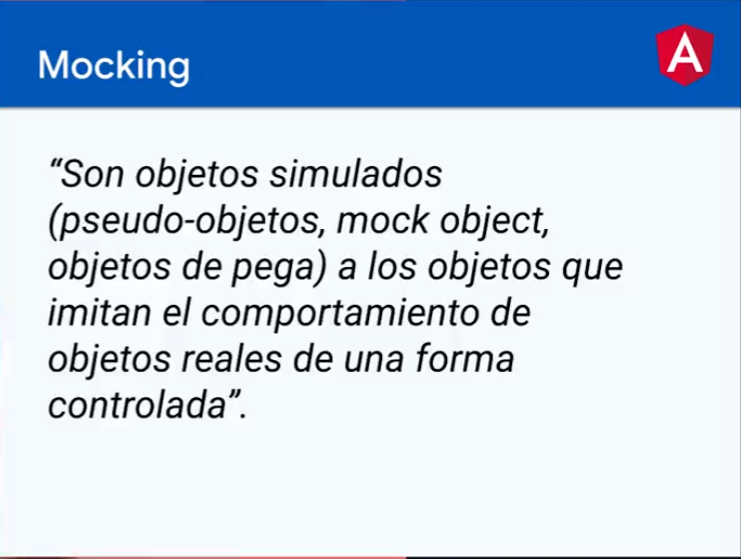 Mocking
A
“Son objetos simulados
(pseudo-objetos, mock object,
objetos de pega) a los objetos que
imitan el comportamiento de
objetos reales de una forma
controlada”.